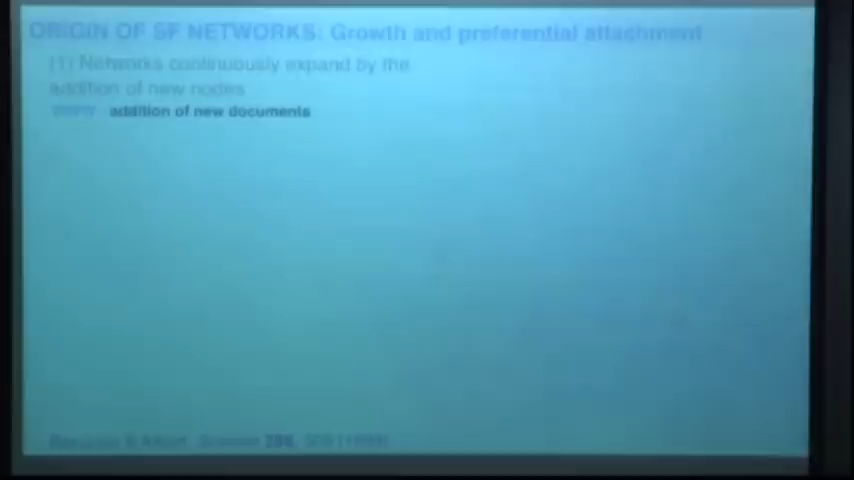 ORIGIN OF SF NETWORKS: Growth and preferential attachment
(1) Networks continuously expand by the
addition of new nodes
WWW addition of new documents
Barabási & Albert, Science 286, 509 (1999)